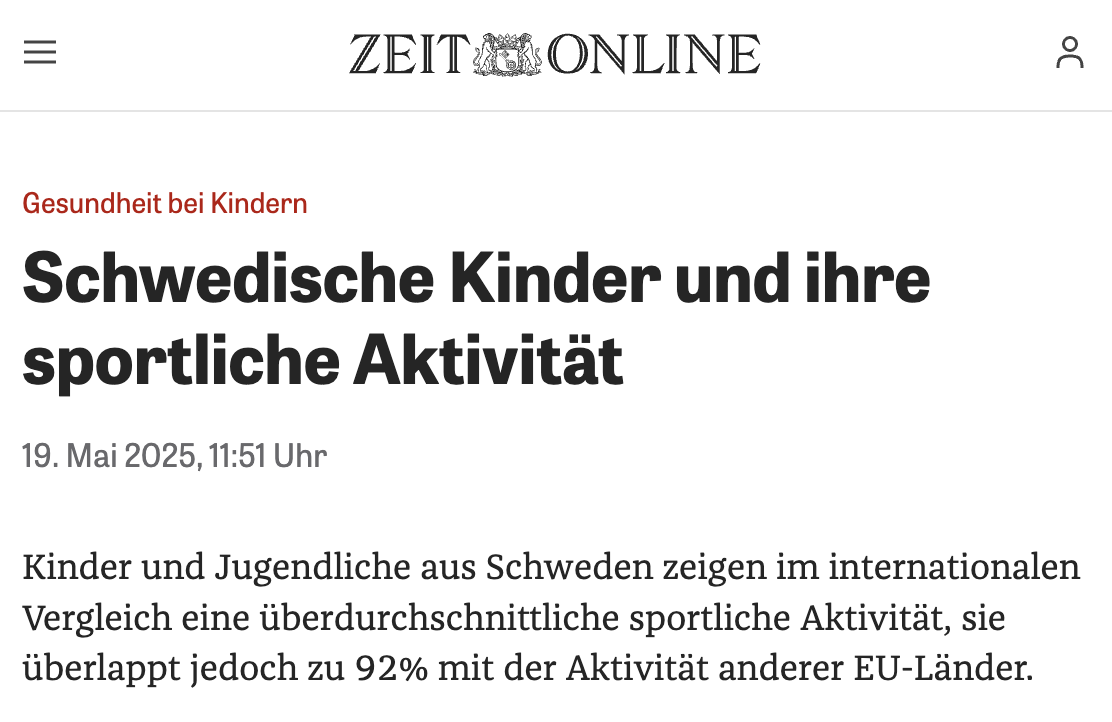 ZEIT ONLINE
Gesundheit bei Kindern
Schwedische Kinder und ihre
sportliche Aktivität
19. Mai 2025, 11:51 Uhr
Kinder und Jugendliche aus Schweden zeigen im internationalen
Vergleich eine überdurchschnittliche sportliche Aktivität, sie
überlappt jedoch zu 92% mit der Aktivität anderer EU-Länder.